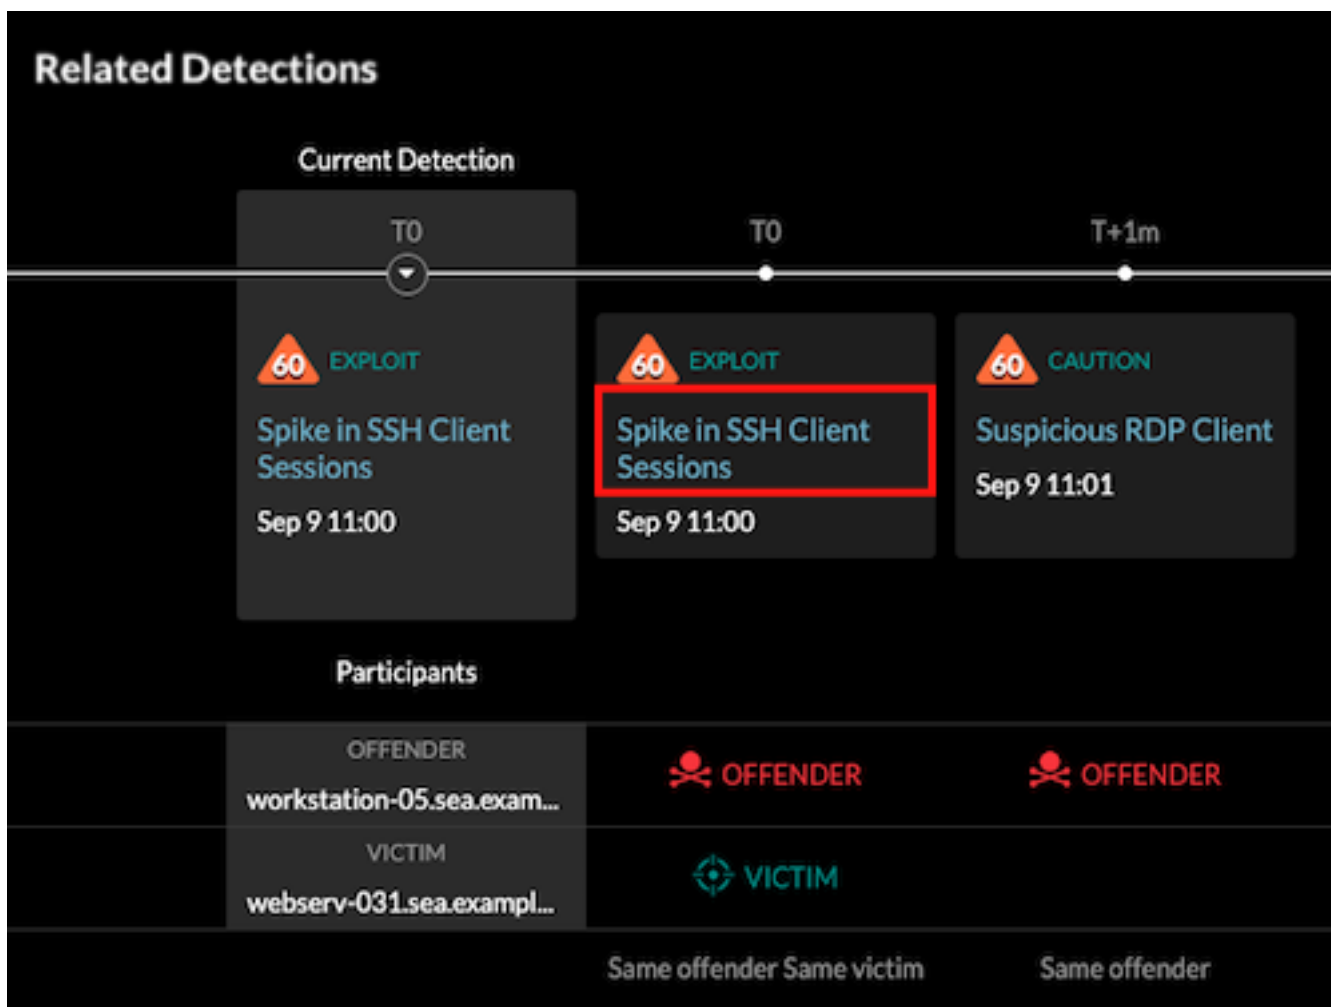 Related Detections
Current Detection
T0
T0
T+1m
60 EXPLOIT
60 EXPLOIT
60 CAUTION
Spike in SSH Client
Sessions
Sep 9 11:00
Spike in SSH Client
Sessions
Sep 9 11:00
Suspicious RDP Client
Sep 9 11:01
Participants
OFFENDER
workstation-05.sea.exam...
OFFENDER
OFFENDER
VICTIM
webserv-031.sea.exampl...
VICTIM
Same offender Same victim
Same offender